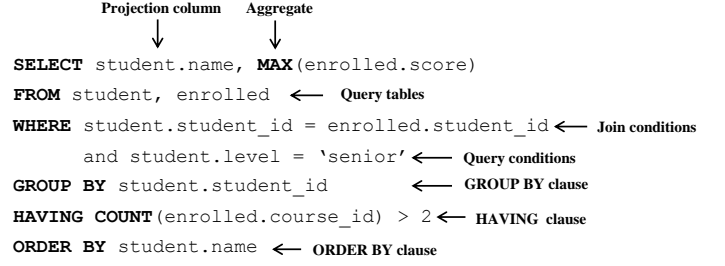 Projection column Aggregate
SELECT student.name, MAX(enrolled.score)
FROM student, enrolled Query tables
WHERE student.student_id = enrolled.student_id Join conditions
and student.level = ‘senior’ Query conditions
GROUP BY student.student_id GROUP BY clause
HAVING COUNT(enrolled.course_id) > 2 HAVING clause
ORDER BY student.name ORDER BY clause